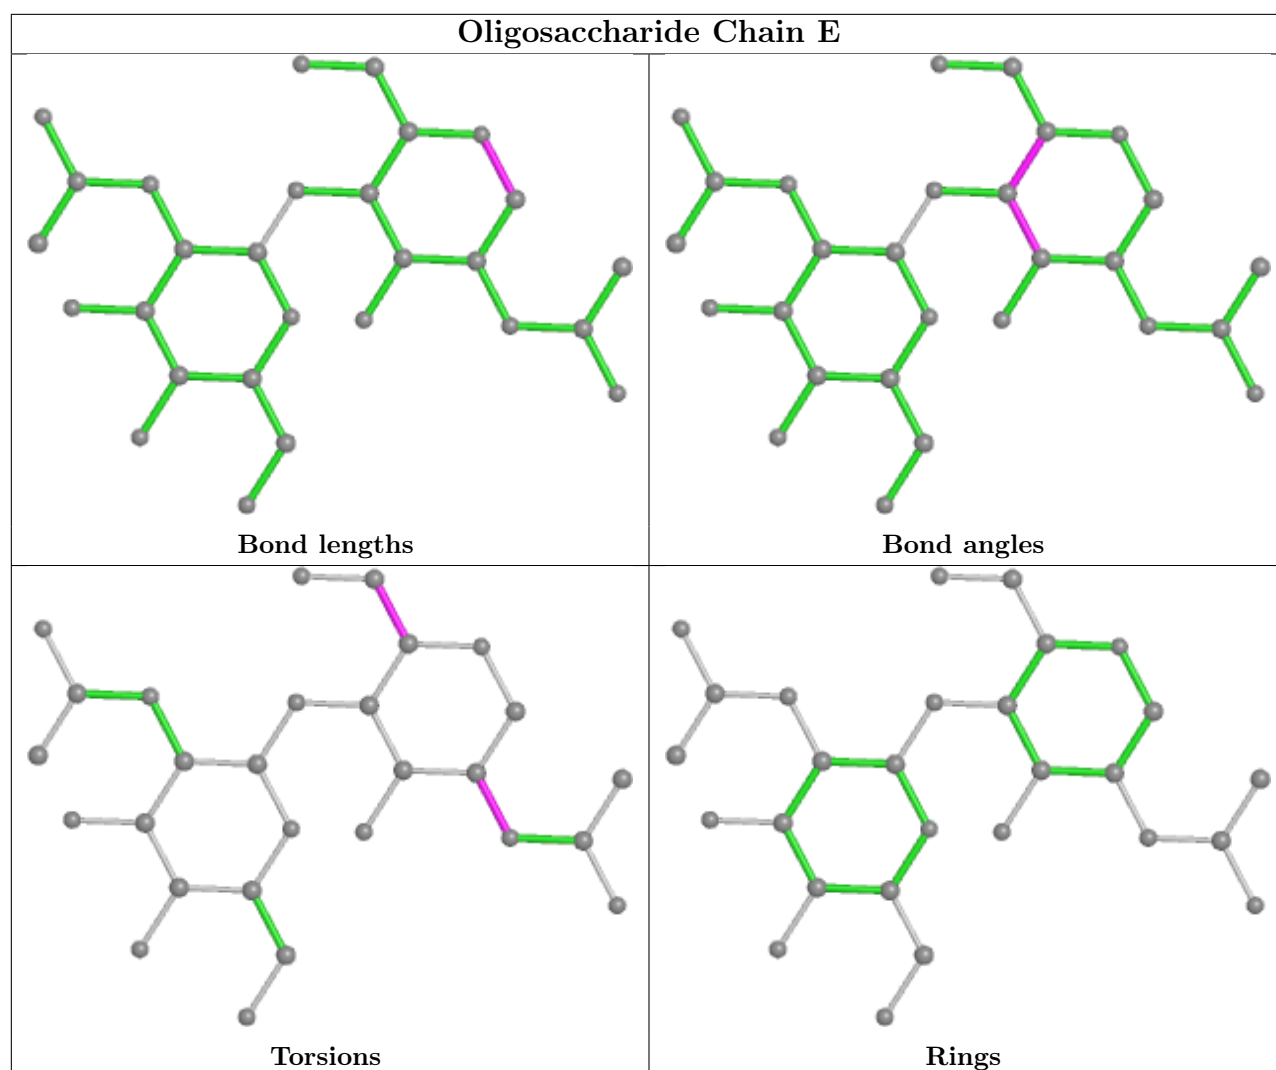 Oligosaccharide Chain E
Bond lengths
Bond angles
Torsions
Rings